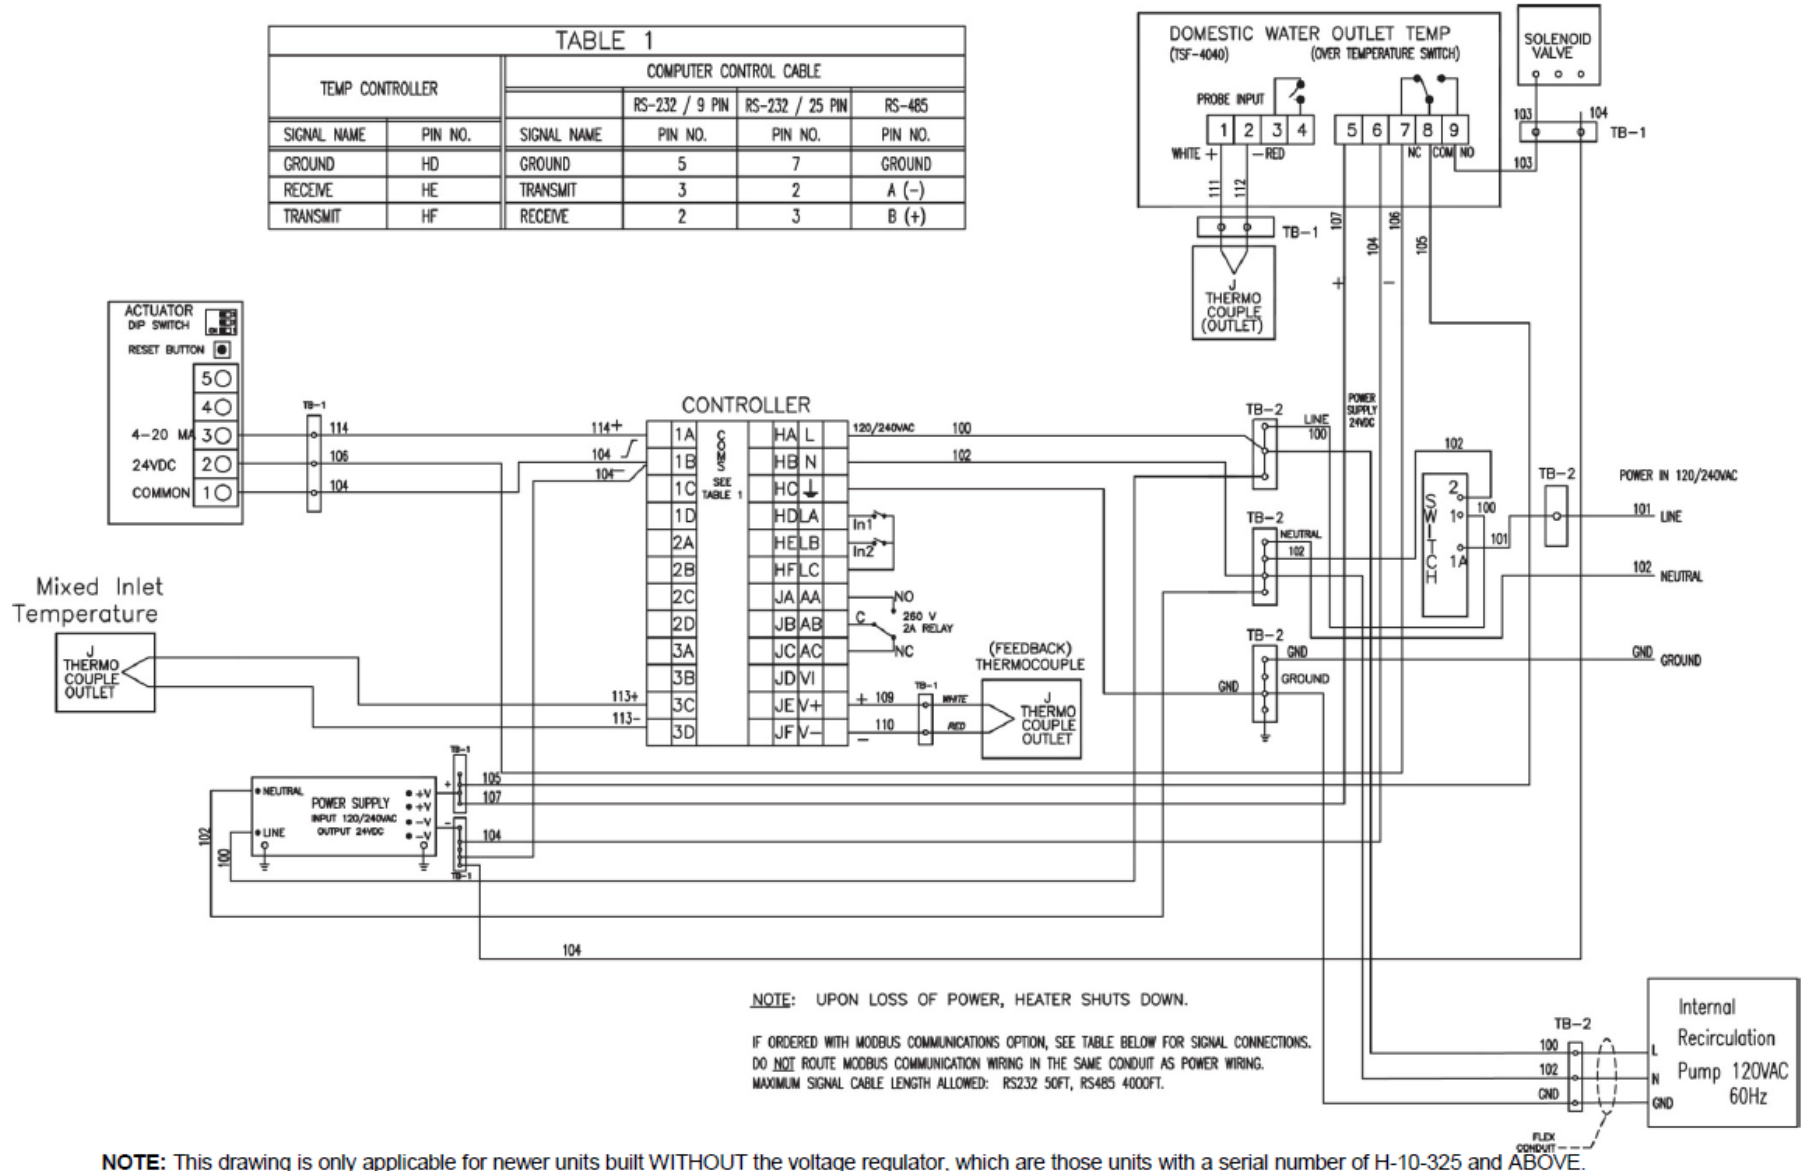 TABLE 1
TEMP CONTROLLER
COMPUTER CONTROL CABLE
RS-232 / 9 PIN RS-232 / 25 PIN RS-485
SIGNAL NAME PIN NO. SIGNAL NAME PIN NO. PIN NO. PIN NO.
GROUND HD GROUND 5 7 GROUND
RECEIVE HE TRANSMIT 3 2 A (-)
TRANSMIT HF RECEIVE 2 3 B (+)
DOMESTIC WATER OUTLET TEMP
(TSF-4040) (OVER TEMPERATURE SWITCH)
PROBE INPUT
1 2 3 4 5 6 7 8 9
WHITE + -RED
NC COM NO
111 112
TB-1
J
THERMO
COUPLE
(OUTLET)
107
104
106
105
+ -
POWER
SUPPLY
24VDC
SOLENOID
VALVE
103 104
TB-1
103
ACTUATOR
DIP SWITCH
ON
RESET BUTTON
5
4
4-20 MA 3
24VDC 2
COMMON 1
TB-1
114
106
104
114+
104
104-
CONTROLLER
1A
1B
1C
1D
2A
2B
2C
2D
3A
3B
3C
3D
COMS
SEE
TABLE 1
HA L
HB N
HC
HD LA
HE LB
HF LC
JA AA
JB AB
JC AC
JD VI
JE V+
JF V-
120/240VAC 100
102
In1
In2
NO
C
260 V
2A RELAY
NC
+ 109
110
-
TB-1
WHITE
RED
(FEEDBACK)
THERMOCOUPLE
J
THERMO
COUPLE
OUTLET
Mixed Inlet
Temperature
J
THERMO
COUPLE
OUTLET
113+
113-
TB-2
LINE
100
TB-2
NEUTRAL
102
TB-2
GND
GROUND
GND
102
SWITCH
2
1
1A
100
101
TB-2
POWER IN 120/240VAC
101 LINE
102 NEUTRAL
GND GROUND
NEUTRAL
LINE
POWER SUPPLY
INPUT 120/240VAC
OUTPUT 24VDC
+V
+V
-V
-V
102
100
TB-1
+
105
107
-
104
TB-1
104
NOTE: UPON LOSS OF POWER, HEATER SHUTS DOWN.
IF ORDERED WITH MODBUS COMMUNICATIONS OPTION, SEE TABLE BELOW FOR SIGNAL CONNECTIONS.
DO NOT ROUTE MODBUS COMMUNICATION WIRING IN THE SAME CONDUIT AS POWER WIRING.
MAXIMUM SIGNAL CABLE LENGTH ALLOWED: RS232 50FT, RS485 4000FT.
TB-2
100
102
GND
L
N
GND
Internal
Recirculation
Pump 120VAC
60Hz
FLEX
CONDUIT
NOTE: This drawing is only applicable for newer units built WITHOUT the voltage regulator, which are those units with a serial number of H-10-325 and ABOVE.